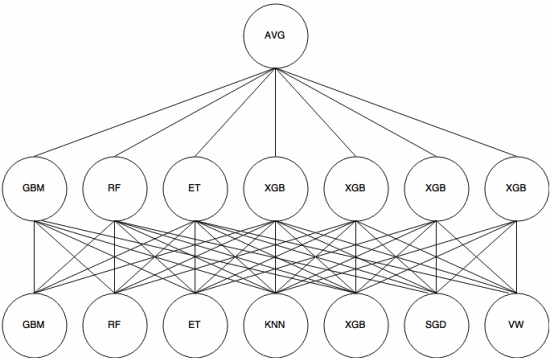 AVG
GBM RF ET XGB XGB XGB XGB
GBM RF ET KNN XGB SGD VW